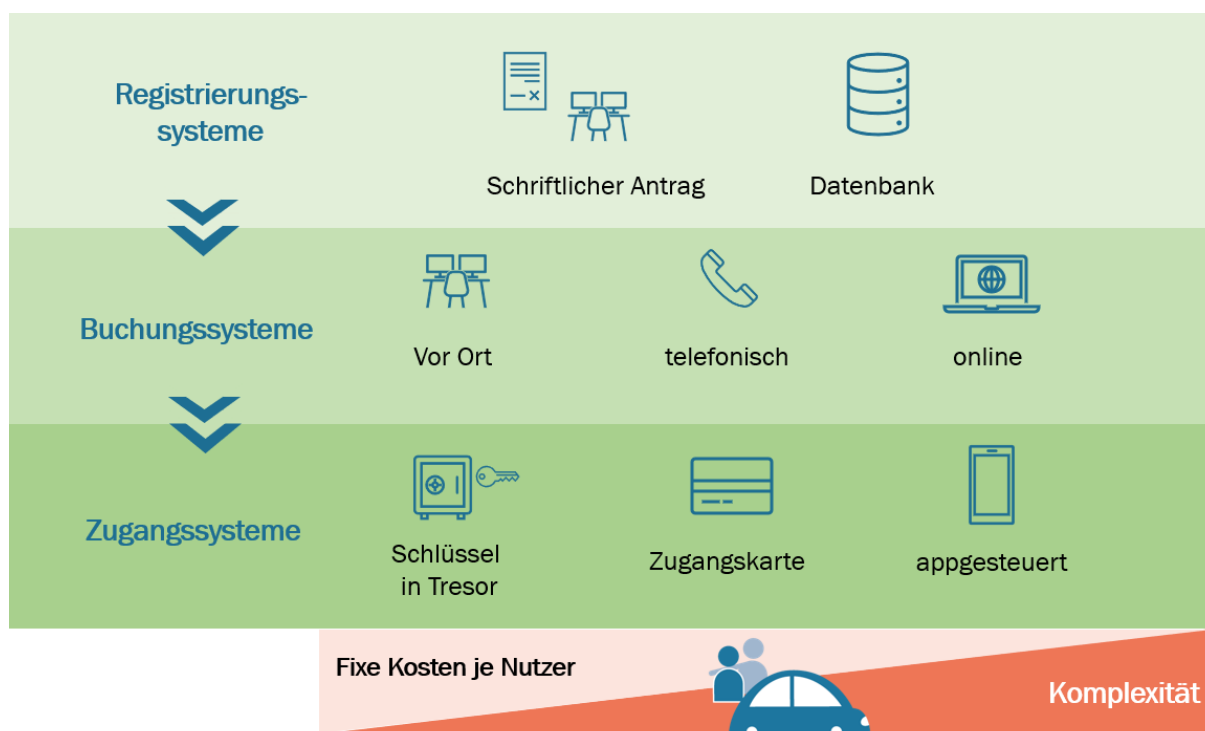 Registrierungs-
systeme
Schriftlicher Antrag
Datenbank
Buchungssysteme
Vor Ort
telefonisch
online
Zugangssysteme
Schlüssel
in Tresor
Zugangskarte
appgesteuert
Fixe Kosten je Nutzer
Komplexität